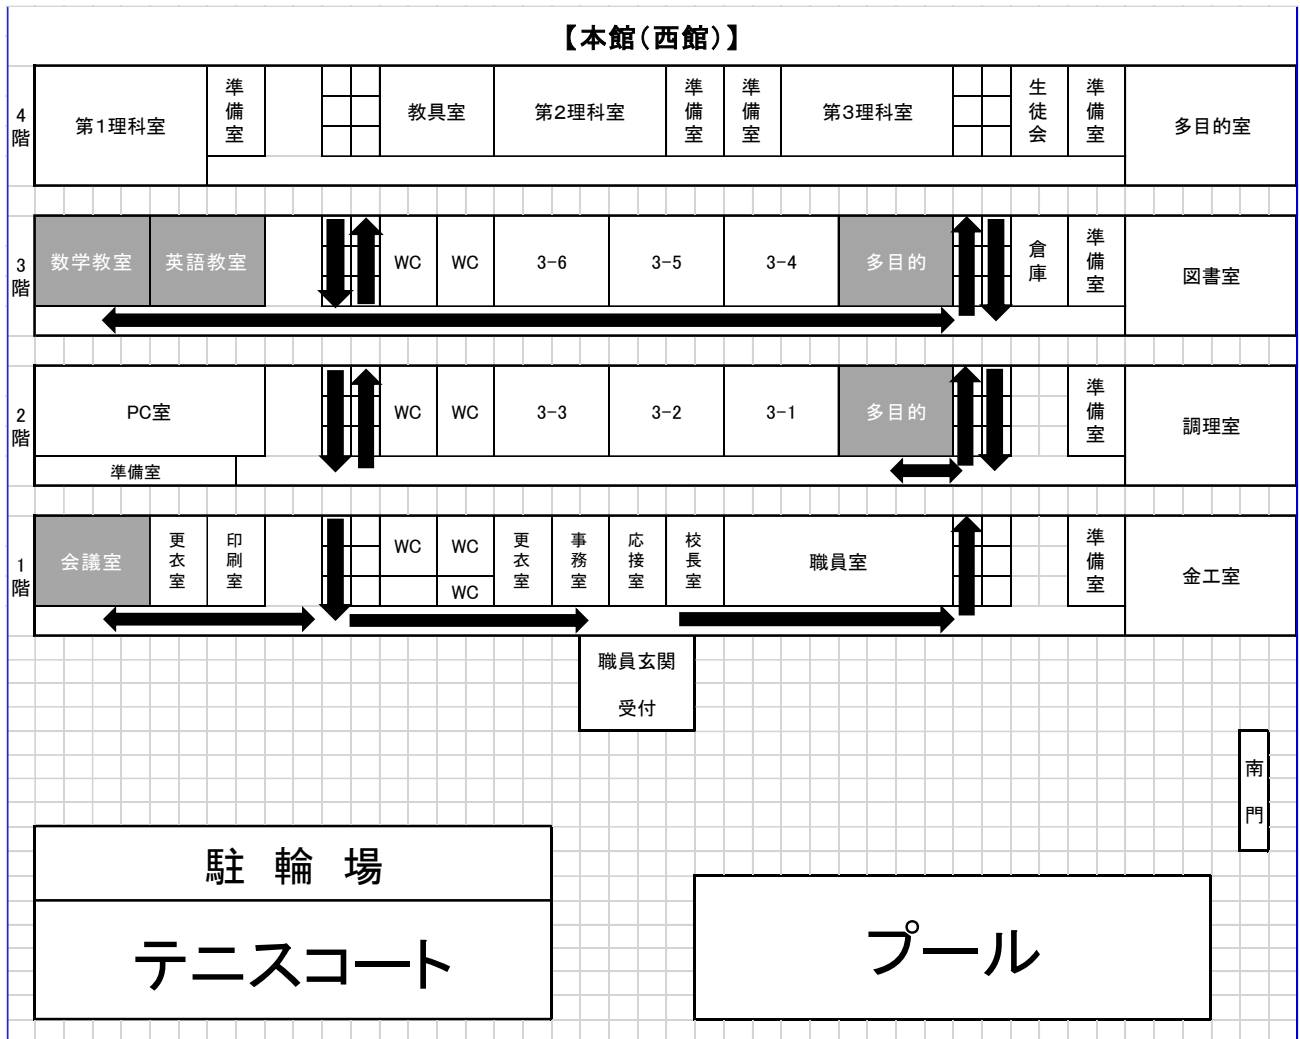 【本館（西館）】
4階
第1理科室
準備室
教具室
第2理科室
準備室
準備室
第3理科室
生徒会
準備室
多目的室
3階
数学教室
英語教室
WC
WC
3-6
3-5
3-4
多目的
倉庫
準備室
図書室
2階
PC室
準備室
WC
WC
3-3
3-2
3-1
多目的
準備室
調理室
1階
会議室
更衣室
印刷室
WC
WC
WC
更衣室
事務室
応接室
校長室
職員室
準備室
金工室
職員玄関
受付
南門
駐輪場
テニスコート
プール